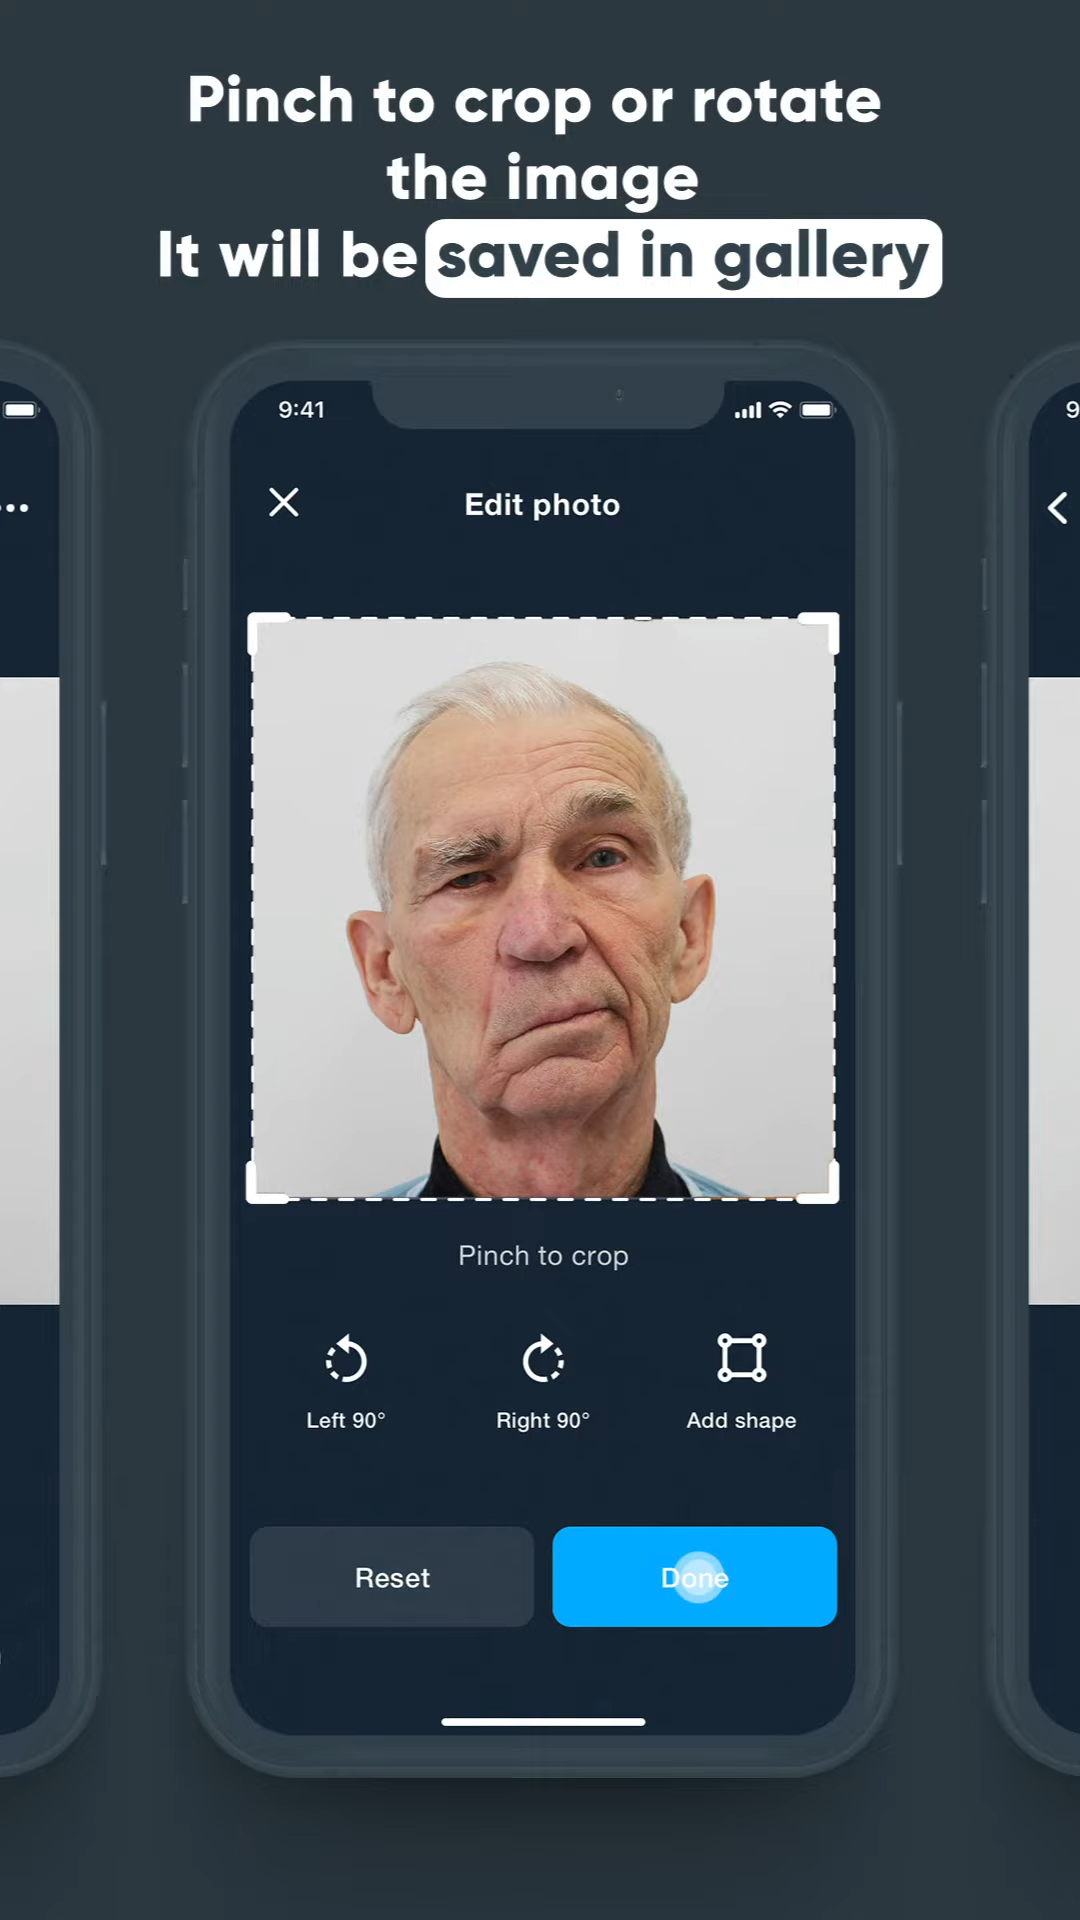 Pinch to crop or rotate
the image
It will be saved in gallery
9:41
9
Edit photo
Pinch to crop
Left 90°
Right 90°
Add shape
Reset
Done